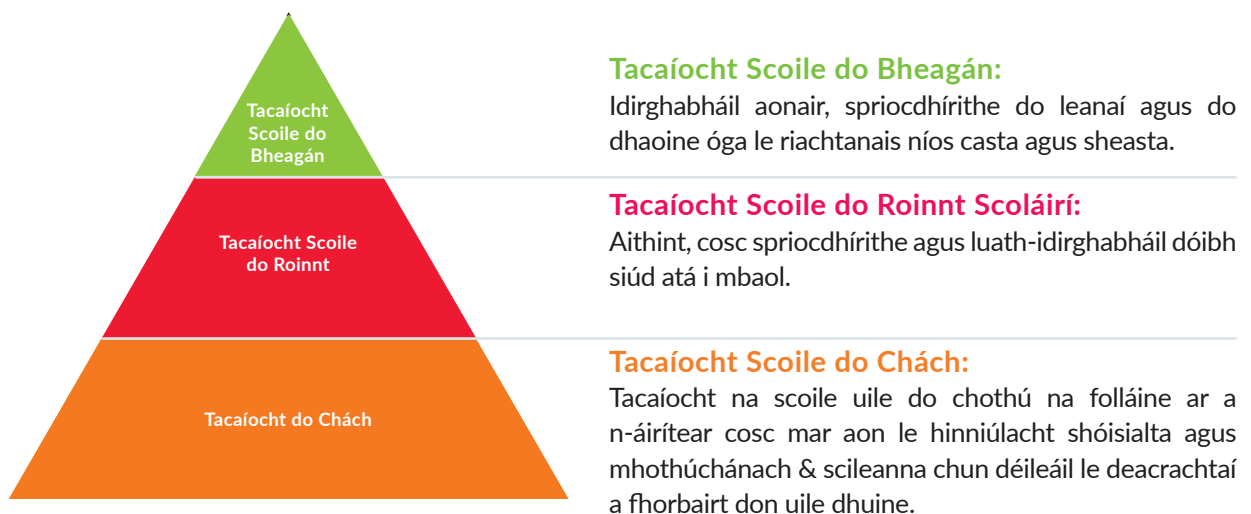 Tacaíocht
Scoile do
Bheagán
Tacaíocht Scoile do Bheagán:
Idirghabháil aonair, spriocdhírithe do leanaí agus do
dhaoine óga le riachtanais níos casta agus sheasta.
Tacaíocht Scoile
do Roinnt
Tacaíocht Scoile do Roinnt Scoláirí:
Aithint, cosc spriocdhírithe agus luath-idirghabháil dóibh
siúd atá i mbaol.
Tacaíocht do Chách
Tacaíocht Scoile do Chách:
Tacaíocht na scoile uile do chothú na folláine ar a
n-áirítear cosc mar aon le hinniúlacht shóisialta agus
mhothúchánach & scileanna chun déileáil le deacrachtaí
a fhorbairt don uile dhuine.